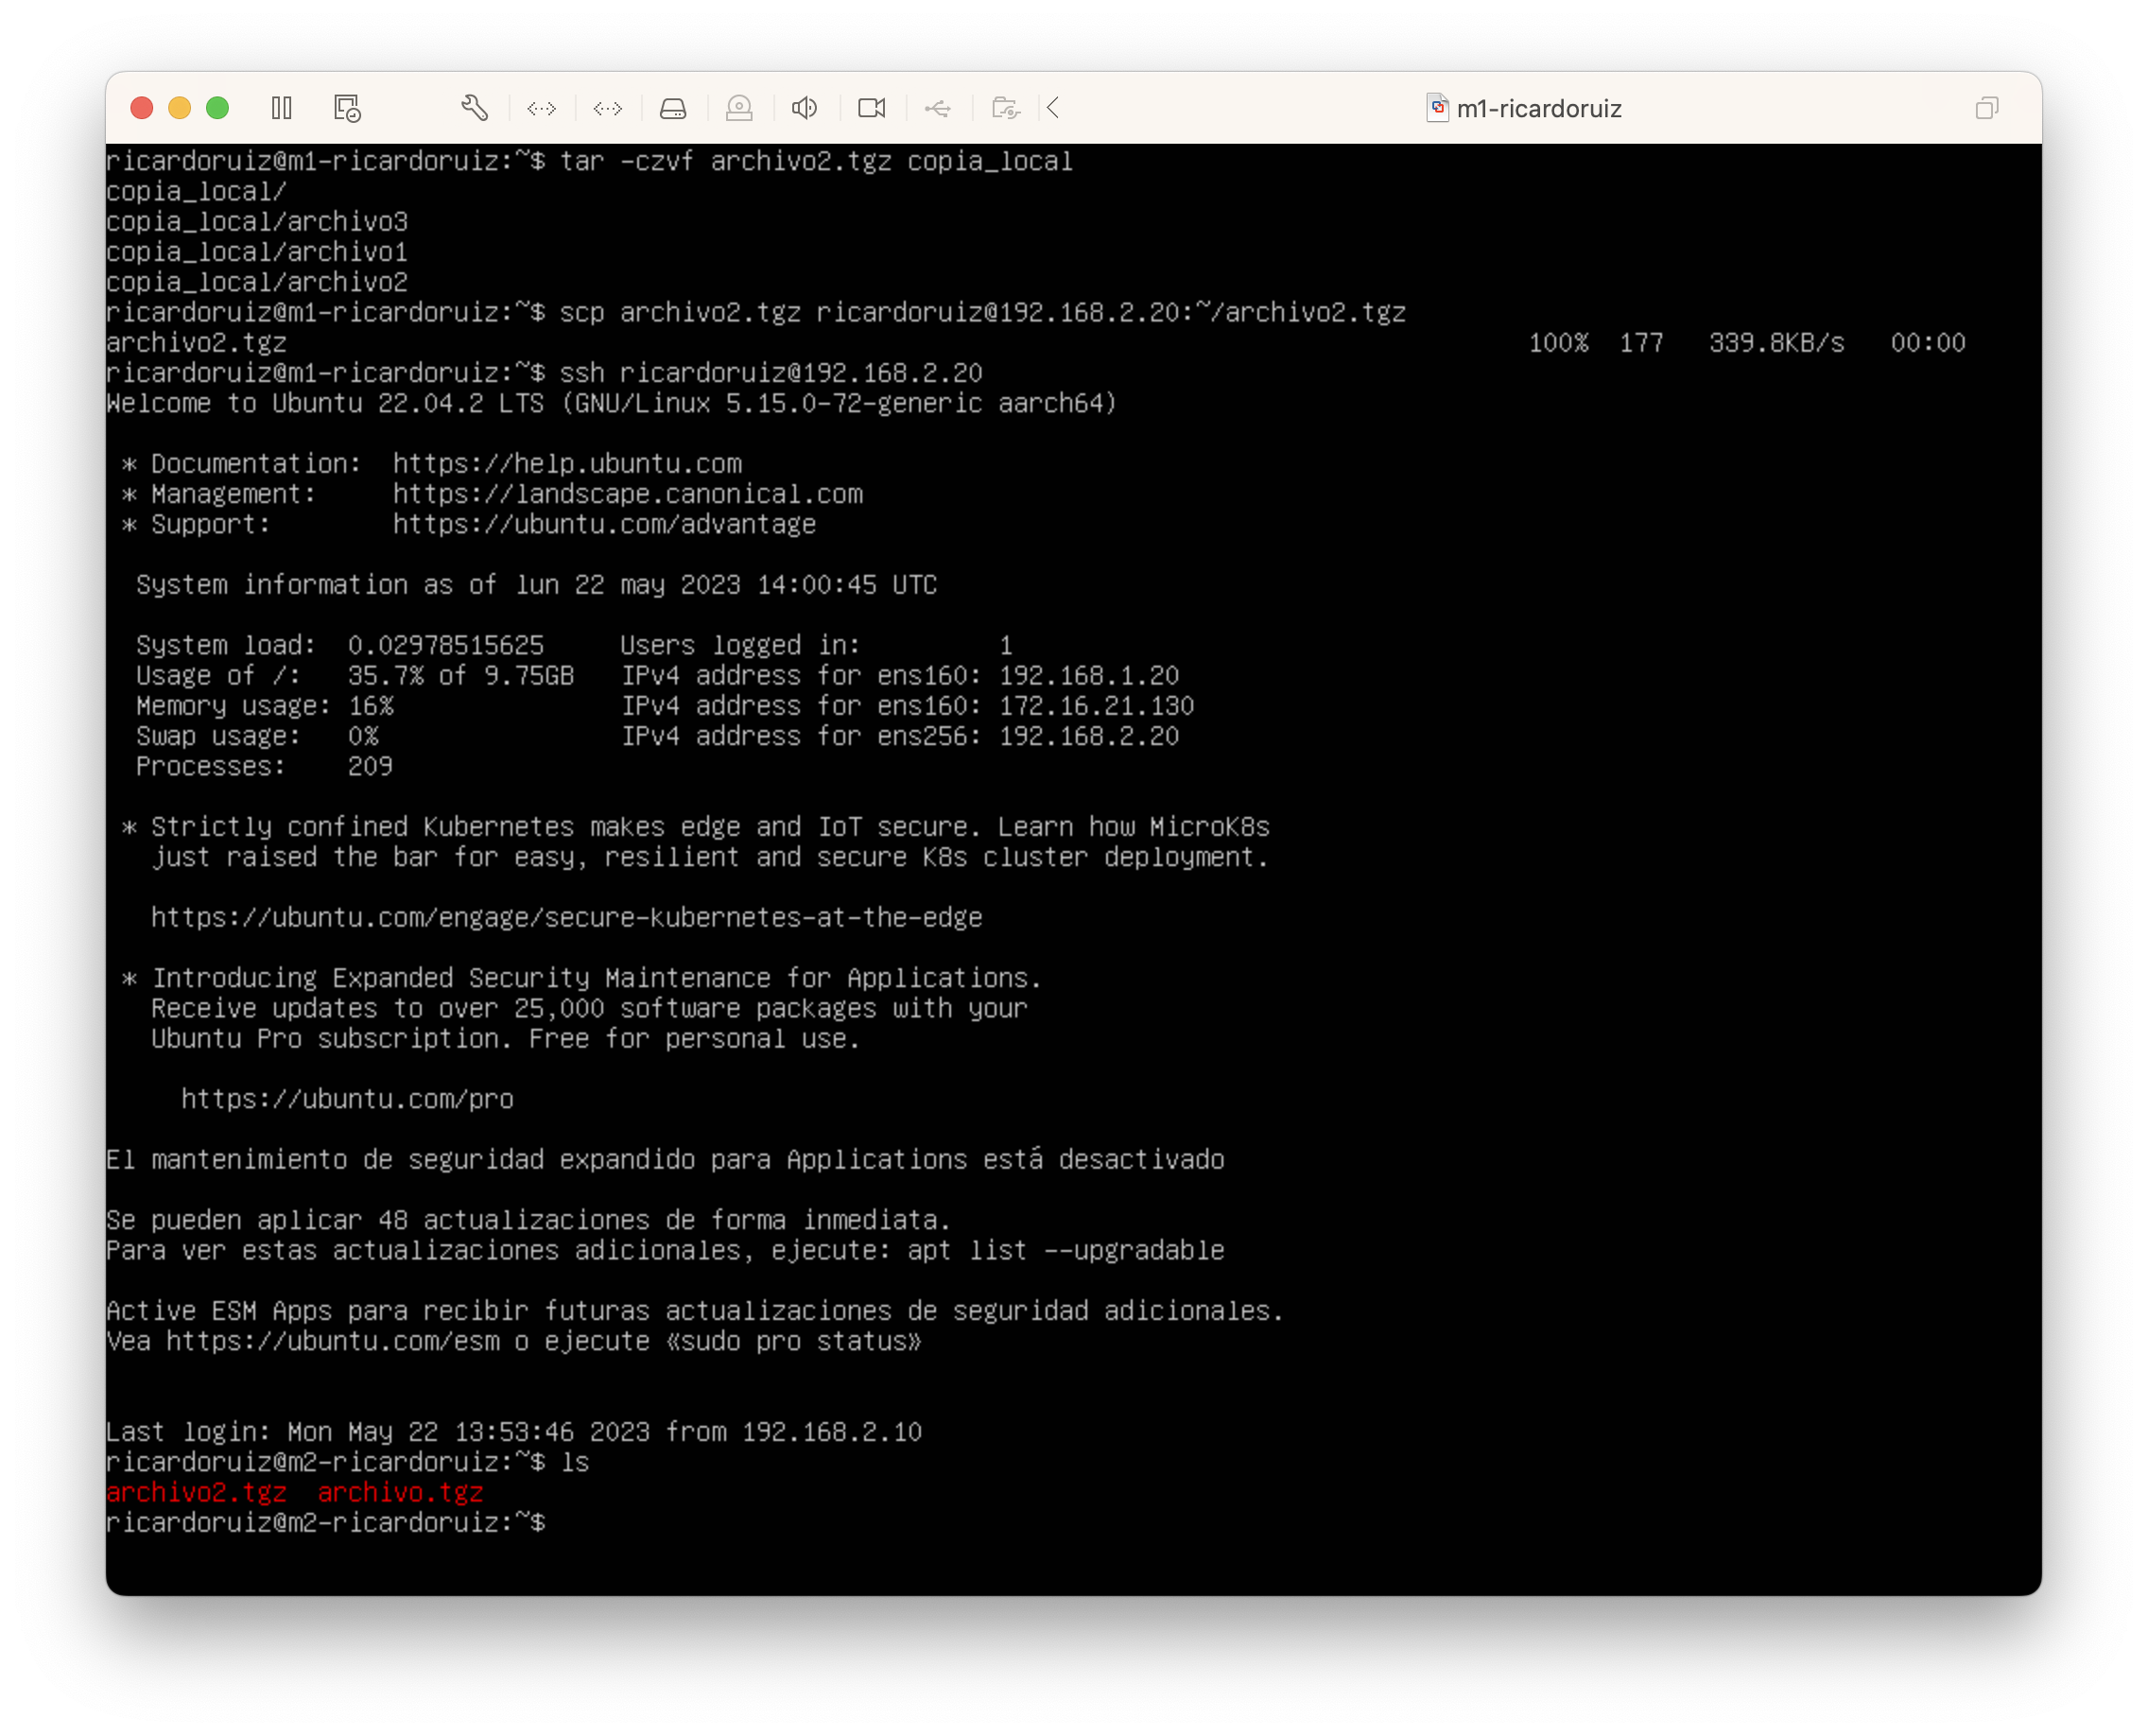 m1-ricardoruiz
ricardoruiz@m1-ricardoruiz:~$ tar -czvf archivo2.tgz copia_local
copia_local/
copia_local/archivo3
copia_local/archivo1
copia_local/archivo2
ricardoruiz@m1-ricardoruiz:~$ scp archivo2.tgz ricardoruiz@192.168.2.20:~/archivo2.tgz
archivo2.tgz 100% 177 339.8KB/s 00:00
ricardoruiz@m1-ricardoruiz:~$ ssh ricardoruiz@192.168.2.20
Welcome to Ubuntu 22.04.2 LTS (GNU/Linux 5.15.0-72-generic aarch64)
* Documentation: https://help.ubuntu.com
* Management: https://landscape.canonical.com
* Support: https://ubuntu.com/advantage
System information as of lun 22 may 2023 14:00:45 UTC
System load: 0.02978515625 Users logged in: 1
Usage of /: 35.7% of 9.75GB IPv4 address for ens160: 192.168.1.20
Memory usage: 16% IPv4 address for ens160: 172.16.21.130
Swap usage: 0% IPv4 address for ens256: 192.168.2.20
Processes: 209
* Strictly confined Kubernetes makes edge and IoT secure. Learn how MicroK8s
just raised the bar for easy, resilient and secure K8s cluster deployment.
https://ubuntu.com/engage/secure-kubernetes-at-the-edge
* Introducing Expanded Security Maintenance for Applications.
Receive updates to over 25,000 software packages with your
Ubuntu Pro subscription. Free for personal use.
https://ubuntu.com/pro
El mantenimiento de seguridad expandido para Applications está desactivado
Se pueden aplicar 48 actualizaciones de forma inmediata.
Para ver estas actualizaciones adicionales, ejecute: apt list --upgradable
Active ESM Apps para recibir futuras actualizaciones de seguridad adicionales.
Vea https://ubuntu.com/esm o ejecute «sudo pro status»
Last login: Mon May 22 13:53:46 2023 from 192.168.2.10
ricardoruiz@m2-ricardoruiz:~$ ls
archivo2.tgz archivo.tgz
ricardoruiz@m2-ricardoruiz:~$